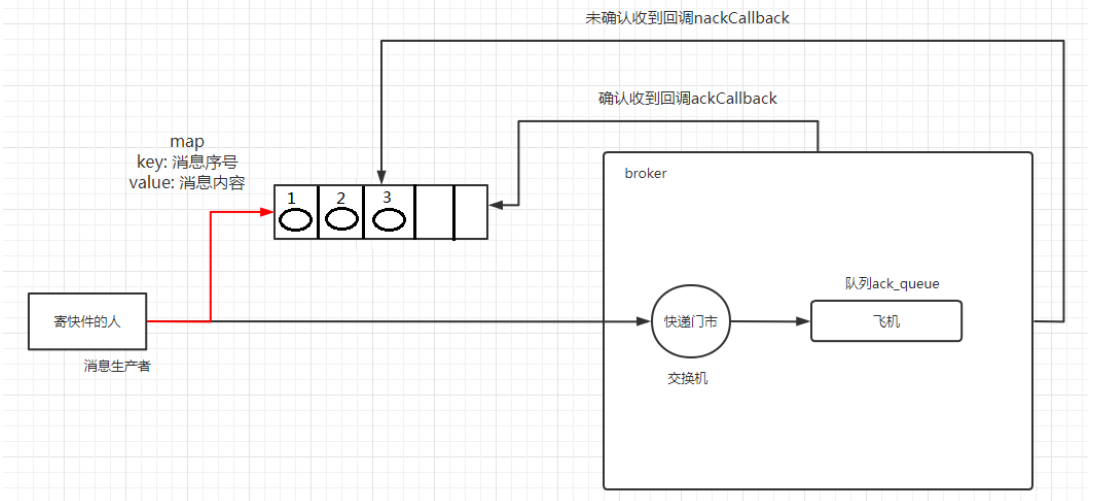 未确认收到回调nackCallback
确认收到回调ackCallback
map
key: 消息序号
value: 消息内容
broker
1
2
3
队列ack_queue
寄快件的人
快递门市
飞机
消息生产者
交换机